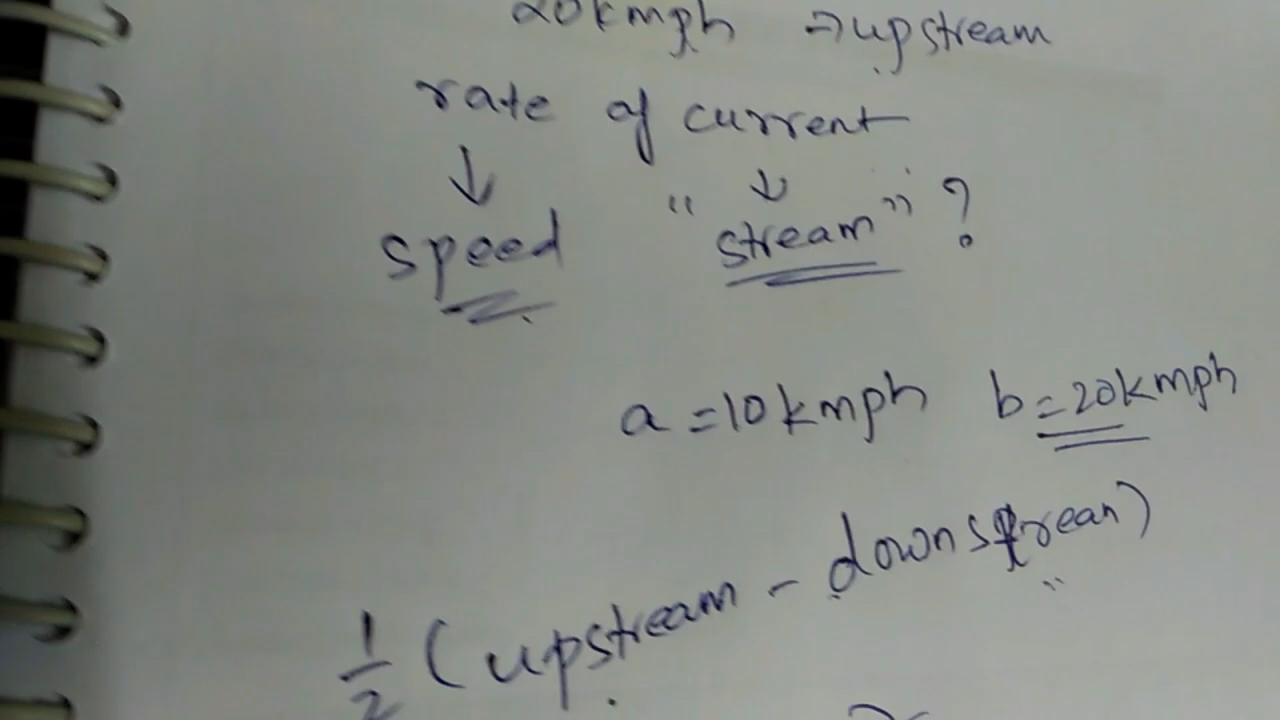 20kmph ⇒upstream
rate of current
↓ ↓
speed "stream" ?
a =10kmph b=20kmph
1/2 (upstream - downstream)